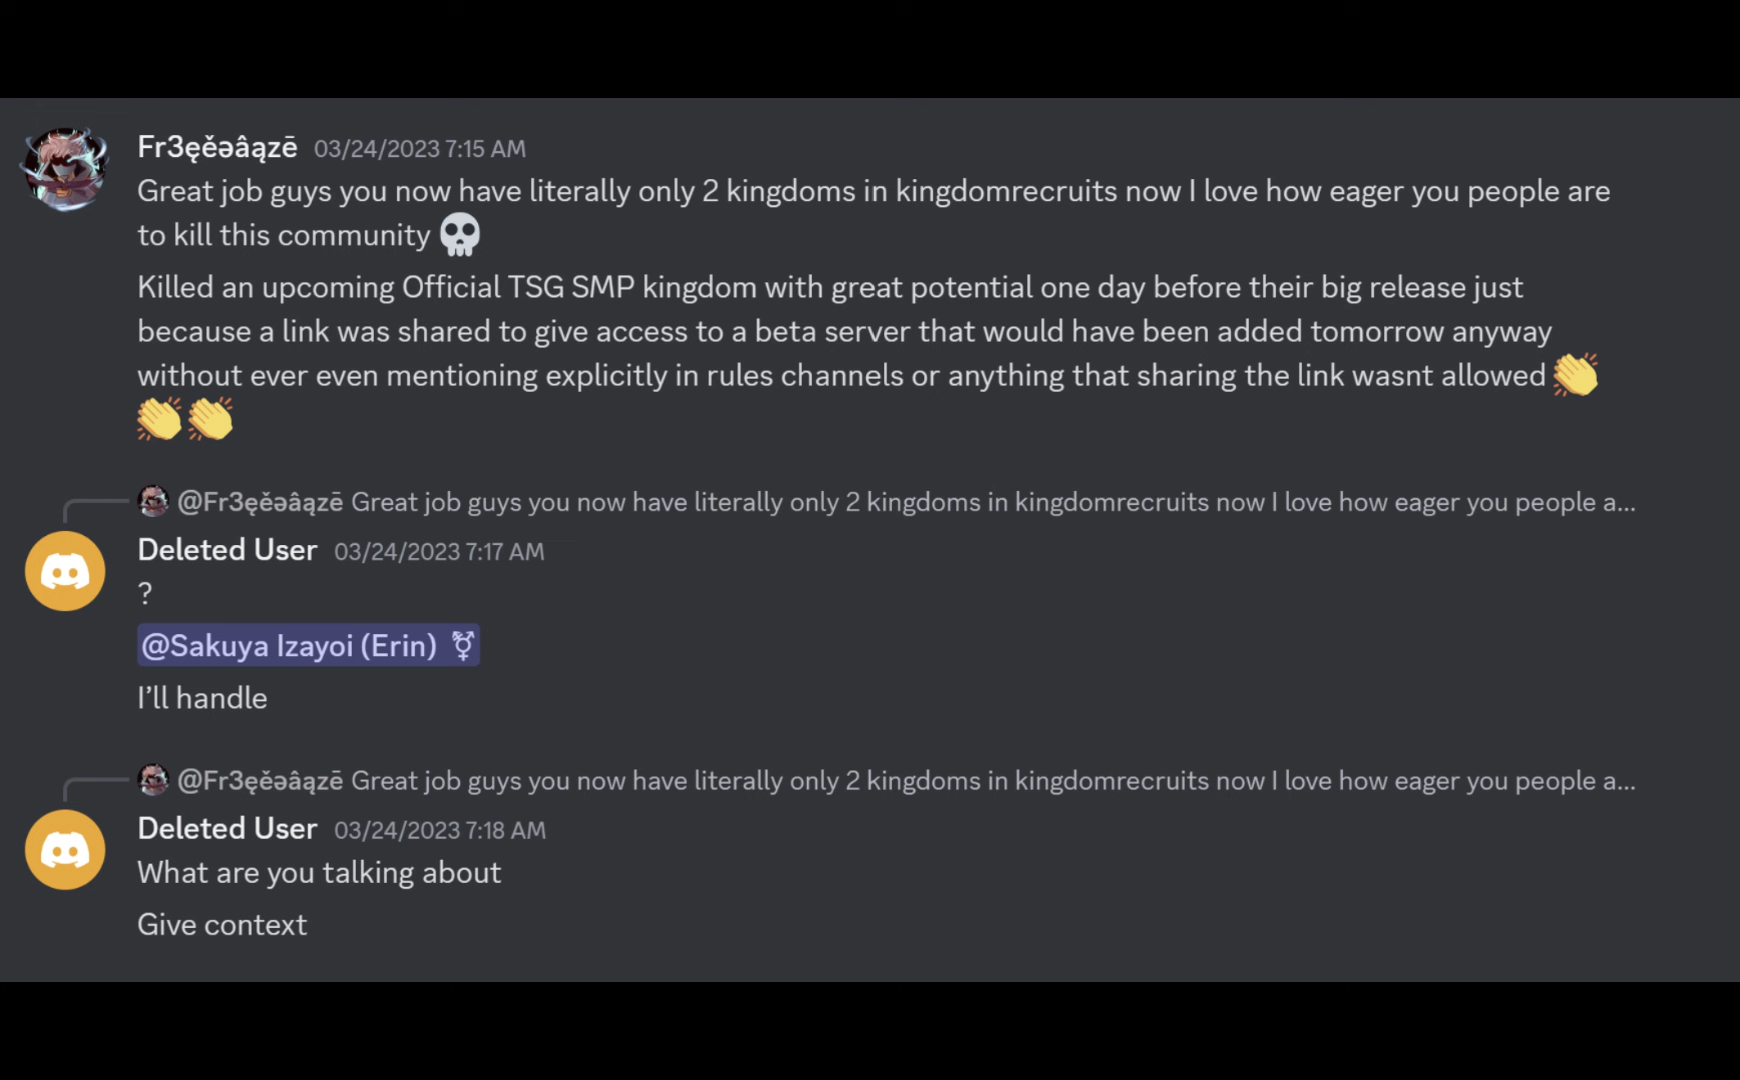 Fr3ęěəâązē 03/24/2023 7:15 AM
Great job guys you now have literally only 2 kingdoms in kingdomrecruits now I love how eager you people are
to kill this community 💀
Killed an upcoming Official TSG SMP kingdom with great potential one day before their big release just
because a link was shared to give access to a beta server that would have been added tomorrow anyway
without ever even mentioning explicitly in rules channels or anything that sharing the link wasnt allowed 👏
👏👏
@Fr3ęěəâązē Great job guys you now have literally only 2 kingdoms in kingdomrecruits now I love how eager you people a...
Deleted User 03/24/2023 7:17 AM
?
@Sakuya Izayoi (Erin) ⚧
I’ll handle
@Fr3ęěəâązē Great job guys you now have literally only 2 kingdoms in kingdomrecruits now I love how eager you people a...
Deleted User 03/24/2023 7:18 AM
What are you talking about
Give context